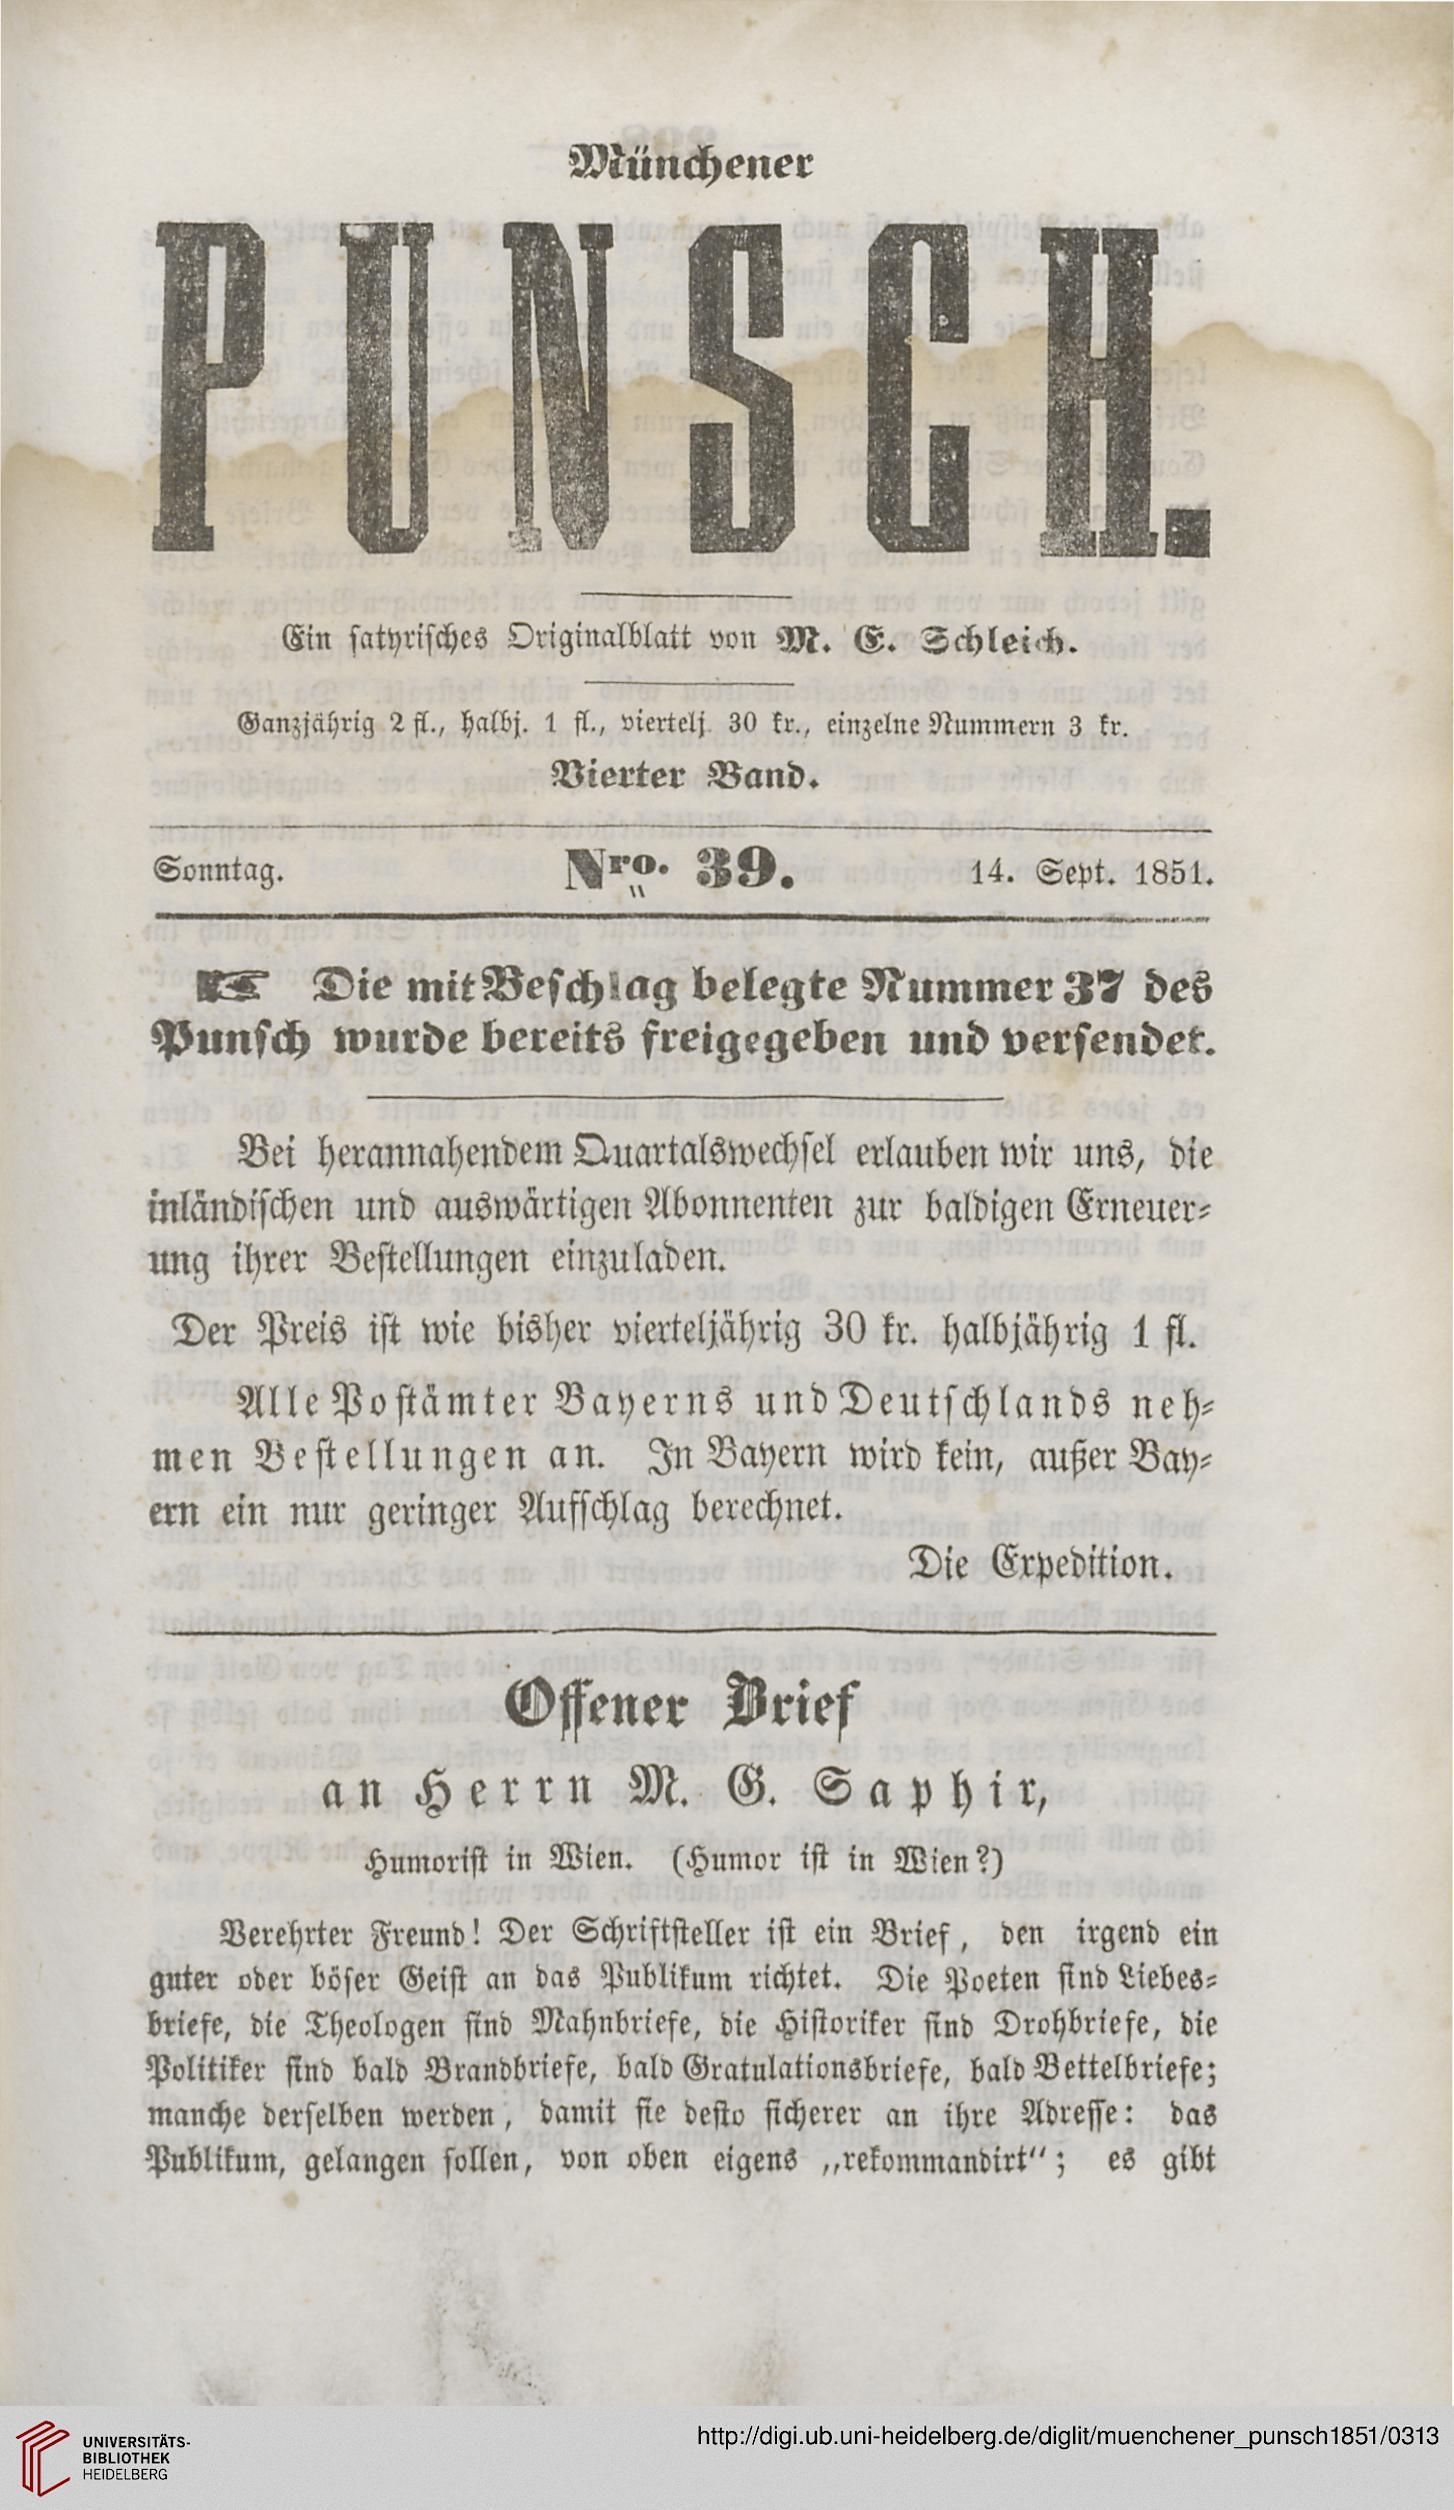 Münchener
PUNSCH.
Ein satyrisches Originalblatt von M. E. Schleich.
Ganzjährig 2 fl., halbj. 1 fl., viertelj. 30 kr., einzelne Nummern 3 kr.
Vierter Band.
Sonntag. Nro. 39. 14. Sept. 1851.
☛ Die mit Beschlag belegte Nummer 37 des
Punsch wurde bereits freigegeben und versendet.
Bei herannahendem Quartalswechsel erlauben wir uns, die
inländischen und auswärtigen Abonnenten zur baldigen Erneuer-
ung ihrer Bestellungen einzuladen.
Der Preis ist wie bisher vierteljährig 30 kr. halbjährig 1 fl.
Alle Postämter Bayerns und Deutschlands neh-
men Bestellungen an. In Bayern wird kein, außer Bay-
ern ein nur geringer Aufschlag berechnet.
Die Expedition.
Offener Brief
an Herrn M. G. Saphir,
Humorist in Wien. (Humor ist in Wien?)
Verehrter Freund! Der Schriftsteller ist ein Brief, den irgend ein
guter oder böser Geist an das Publikum richtet. Die Poeten sind Liebes-
briefe, die Theologen sind Mahnbriefe, die Historiker sind Drohbriefe, die
Politiker sind bald Brandbriefe, bald Gratulationsbriefe, bald Bettelbriefe;
manche derselben werden, damit sie desto sicherer an ihre Adresse: das
Publikum, gelangen sollen, von oben eigens „rekommandirt"; es gibt
UNIVERSITÄTS-
BIBLIOTHEK
HEIDELBERG
http://digi.ub.uni-heidelberg.de/diglit/muenchener_punsch1851/0313